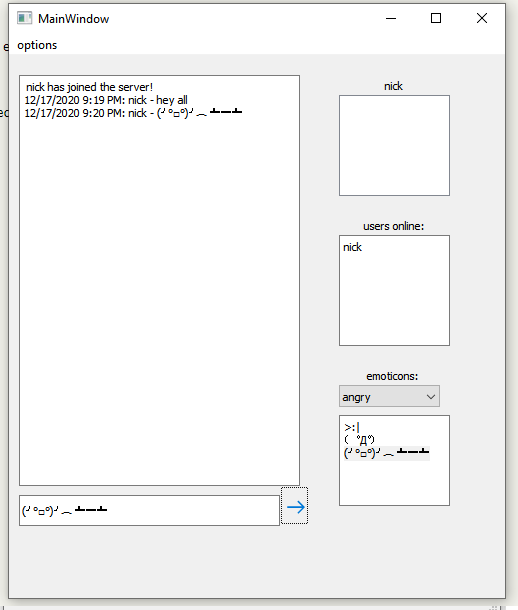 MainWindow
options
nick has joined the server!
12/17/2020 9:19 PM: nick - hey all
12/17/2020 9:20 PM: nick - (╯°□°)╯︵ ┻━┻
nick
users online:
nick
emoticons:
angry
>:|
( ゚Д゚)
(╯°□°)╯︵ ┻━┻
(╯°□°)╯︵ ┻━┻